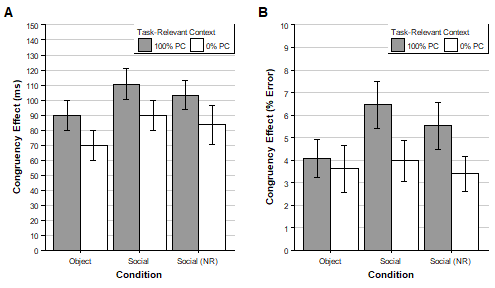 A
Congruency Effect (ms)
150
140
130
120
110
100
90
80
70
60
50
40
30
20
10
0
Task-Relevant Context
100% PC 0% PC
Object Social Social (NR)
Condition
B
Congruency Effect (% Error)
10
9
8
7
6
5
4
3
2
1
0
Task-Relevant Context
100% PC 0% PC
Object Social Social (NR)
Condition